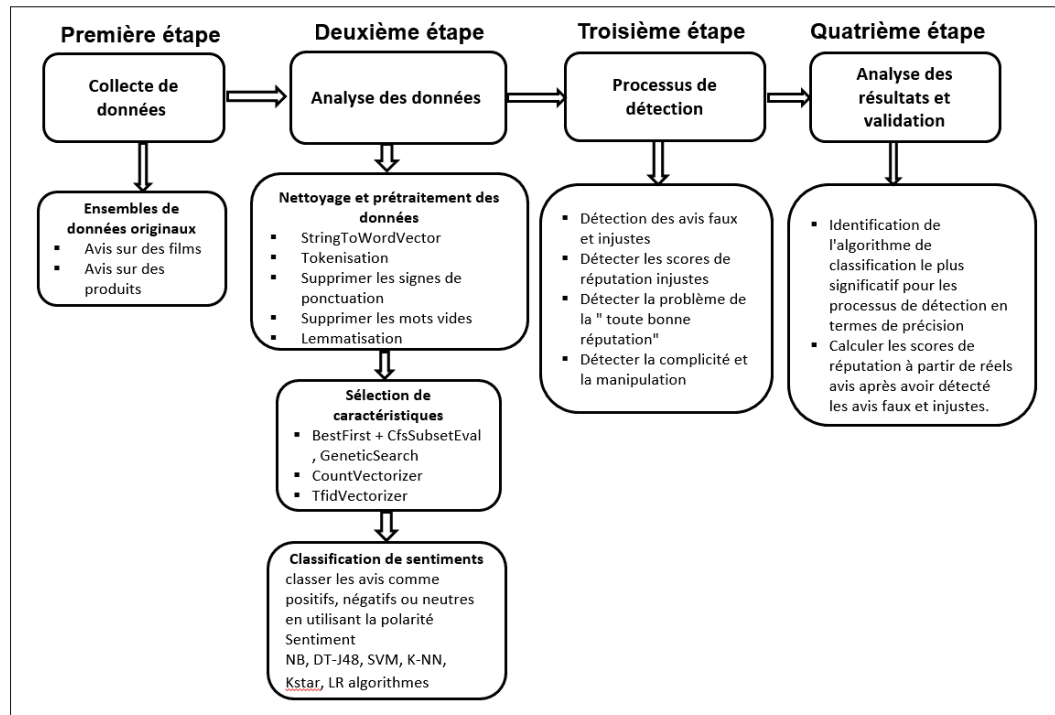 Première étape
Collecte de
données
Ensembles de
données originaux
▪ Avis sur des films
▪ Avis sur des
produits
Deuxième étape
Analyse des données
Nettoyage et prétraitement des
données
▪ StringToWordVector
▪ Tokenisation
▪ Supprimer les signes de
ponctuation
▪ Supprimer les mots vides
▪ Lemmatisation
Sélection de
caractéristiques
▪ BestFirst + CfsSubsetEval
, GeneticSearch
▪ CountVectorizer
▪ TfidVectorizer
Classification de sentiments
classer les avis comme
positifs, négatifs ou neutres
en utilisant la polarité
Sentiment
NB, DT-J48, SVM, K-NN,
Kstar, LR algorithmes
Troisième étape
Processus de
détection
▪ Détection des avis faux
et injustes
▪ Détecter les scores de
réputation injustes
▪ Détecter la problème de
la " toute bonne
réputation"
▪ Détecter la complicité et
la manipulation
Quatrième étape
Analyse des
résultats et
validation
▪ Identification de
l'algorithme de
classification le plus
significatif pour les
processus de détection en
termes de précision
▪ Calculer les scores de
réputation à partir de réels
avis après avoir détecté
les avis faux et injustes.